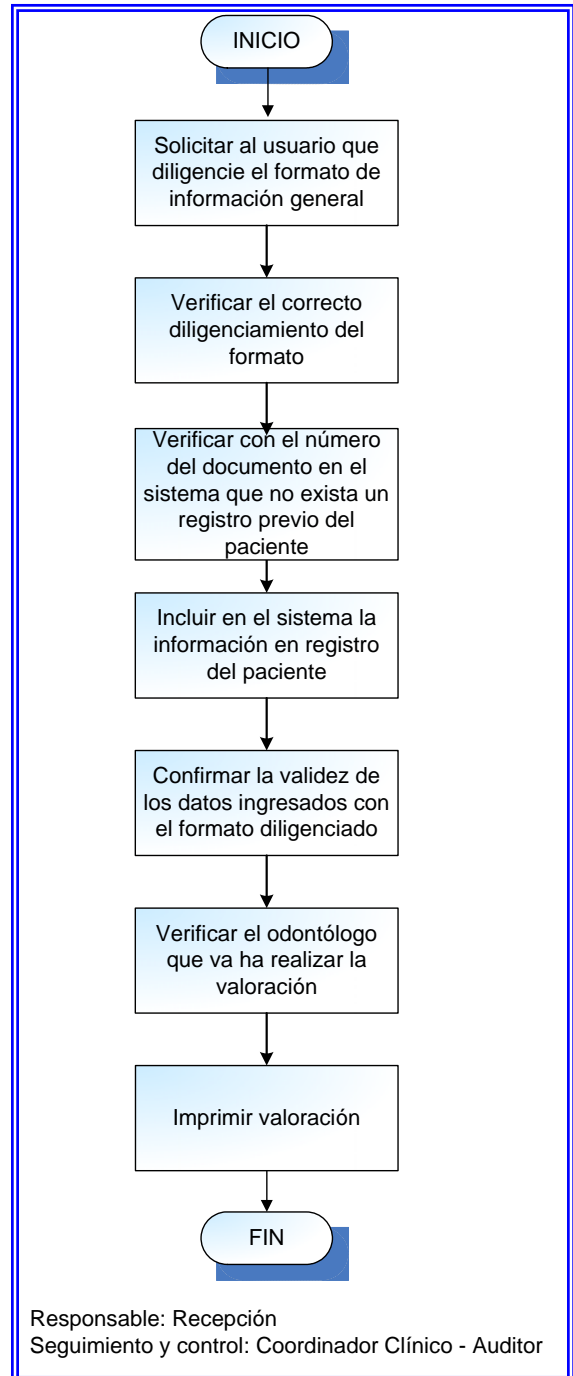 INICIO
Solicitar al usuario que
diligencie el formato de
información general
Verificar el correcto
diligenciamiento del
formato
Verificar con el número
del documento en el
sistema que no exista un
registro previo del
paciente
Incluir en el sistema la
información en registro
del paciente
Confirmar la validez de
los datos ingresados con
el formato diligenciado
Verificar el odontólogo
que va ha realizar la
valoración
Imprimir valoración
FIN
Responsable: Recepción
Seguimiento y control: Coordinador Clínico - Auditor